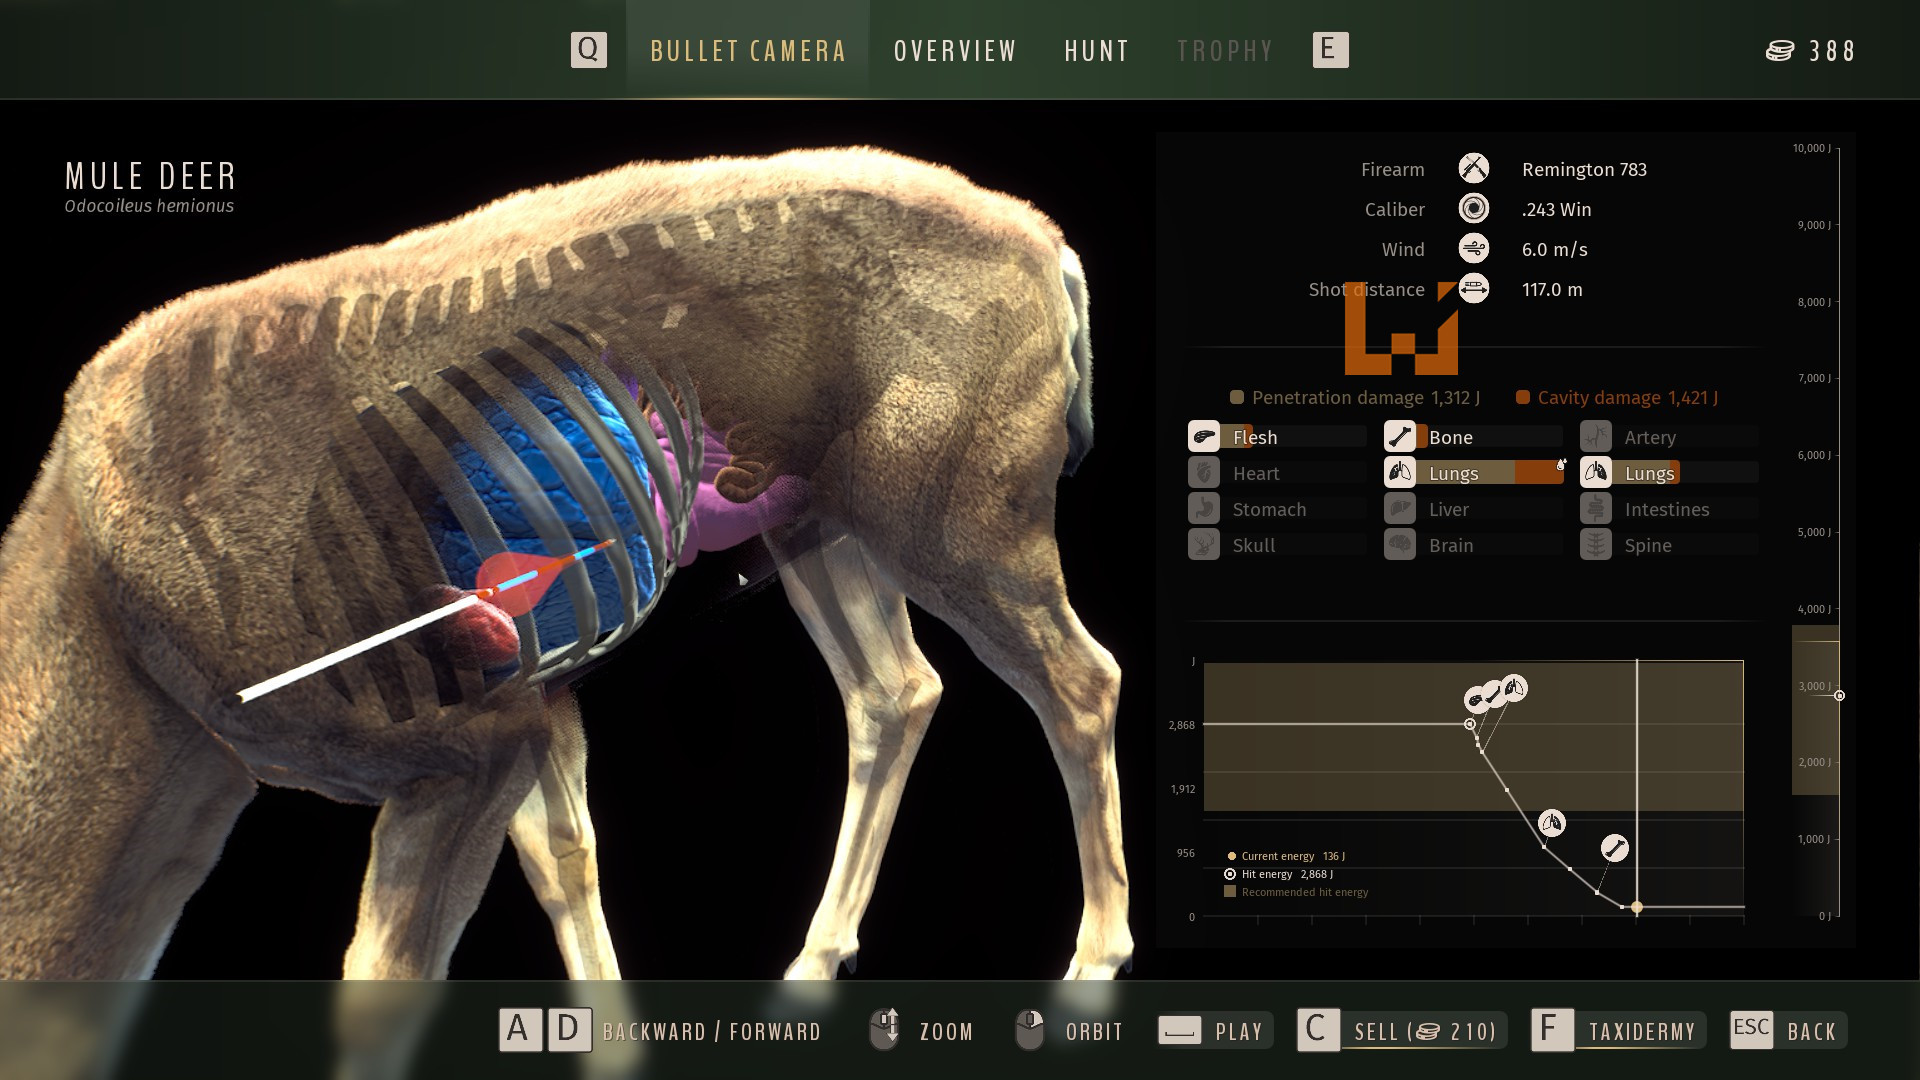 Q BULLET CAMERA OVERVIEW HUNT TROPHY E 388
MULE DEER
Odocoileus hemionus
Firearm Remington 783
Caliber .243 Win
Wind 6.0 m/s
Shot distance 117.0 m
Penetration damage 1,312 J Cavity damage 1,421 J
Flesh Bone Artery
Heart Lungs Lungs
Stomach Liver Intestines
Skull Brain Spine
10,000 J
9,000 J
8,000 J
7,000 J
6,000 J
5,000 J
4,000 J
3,000 J
2,000 J
1,000 J
0 J
J
2,868
1,912
956
0
Current energy 136 J
Hit energy 2,868 J
Recommended hit energy
A D BACKWARD / FORWARD ZOOM ORBIT PLAY C SELL ( 210) F TAXIDERMY ESC BACK